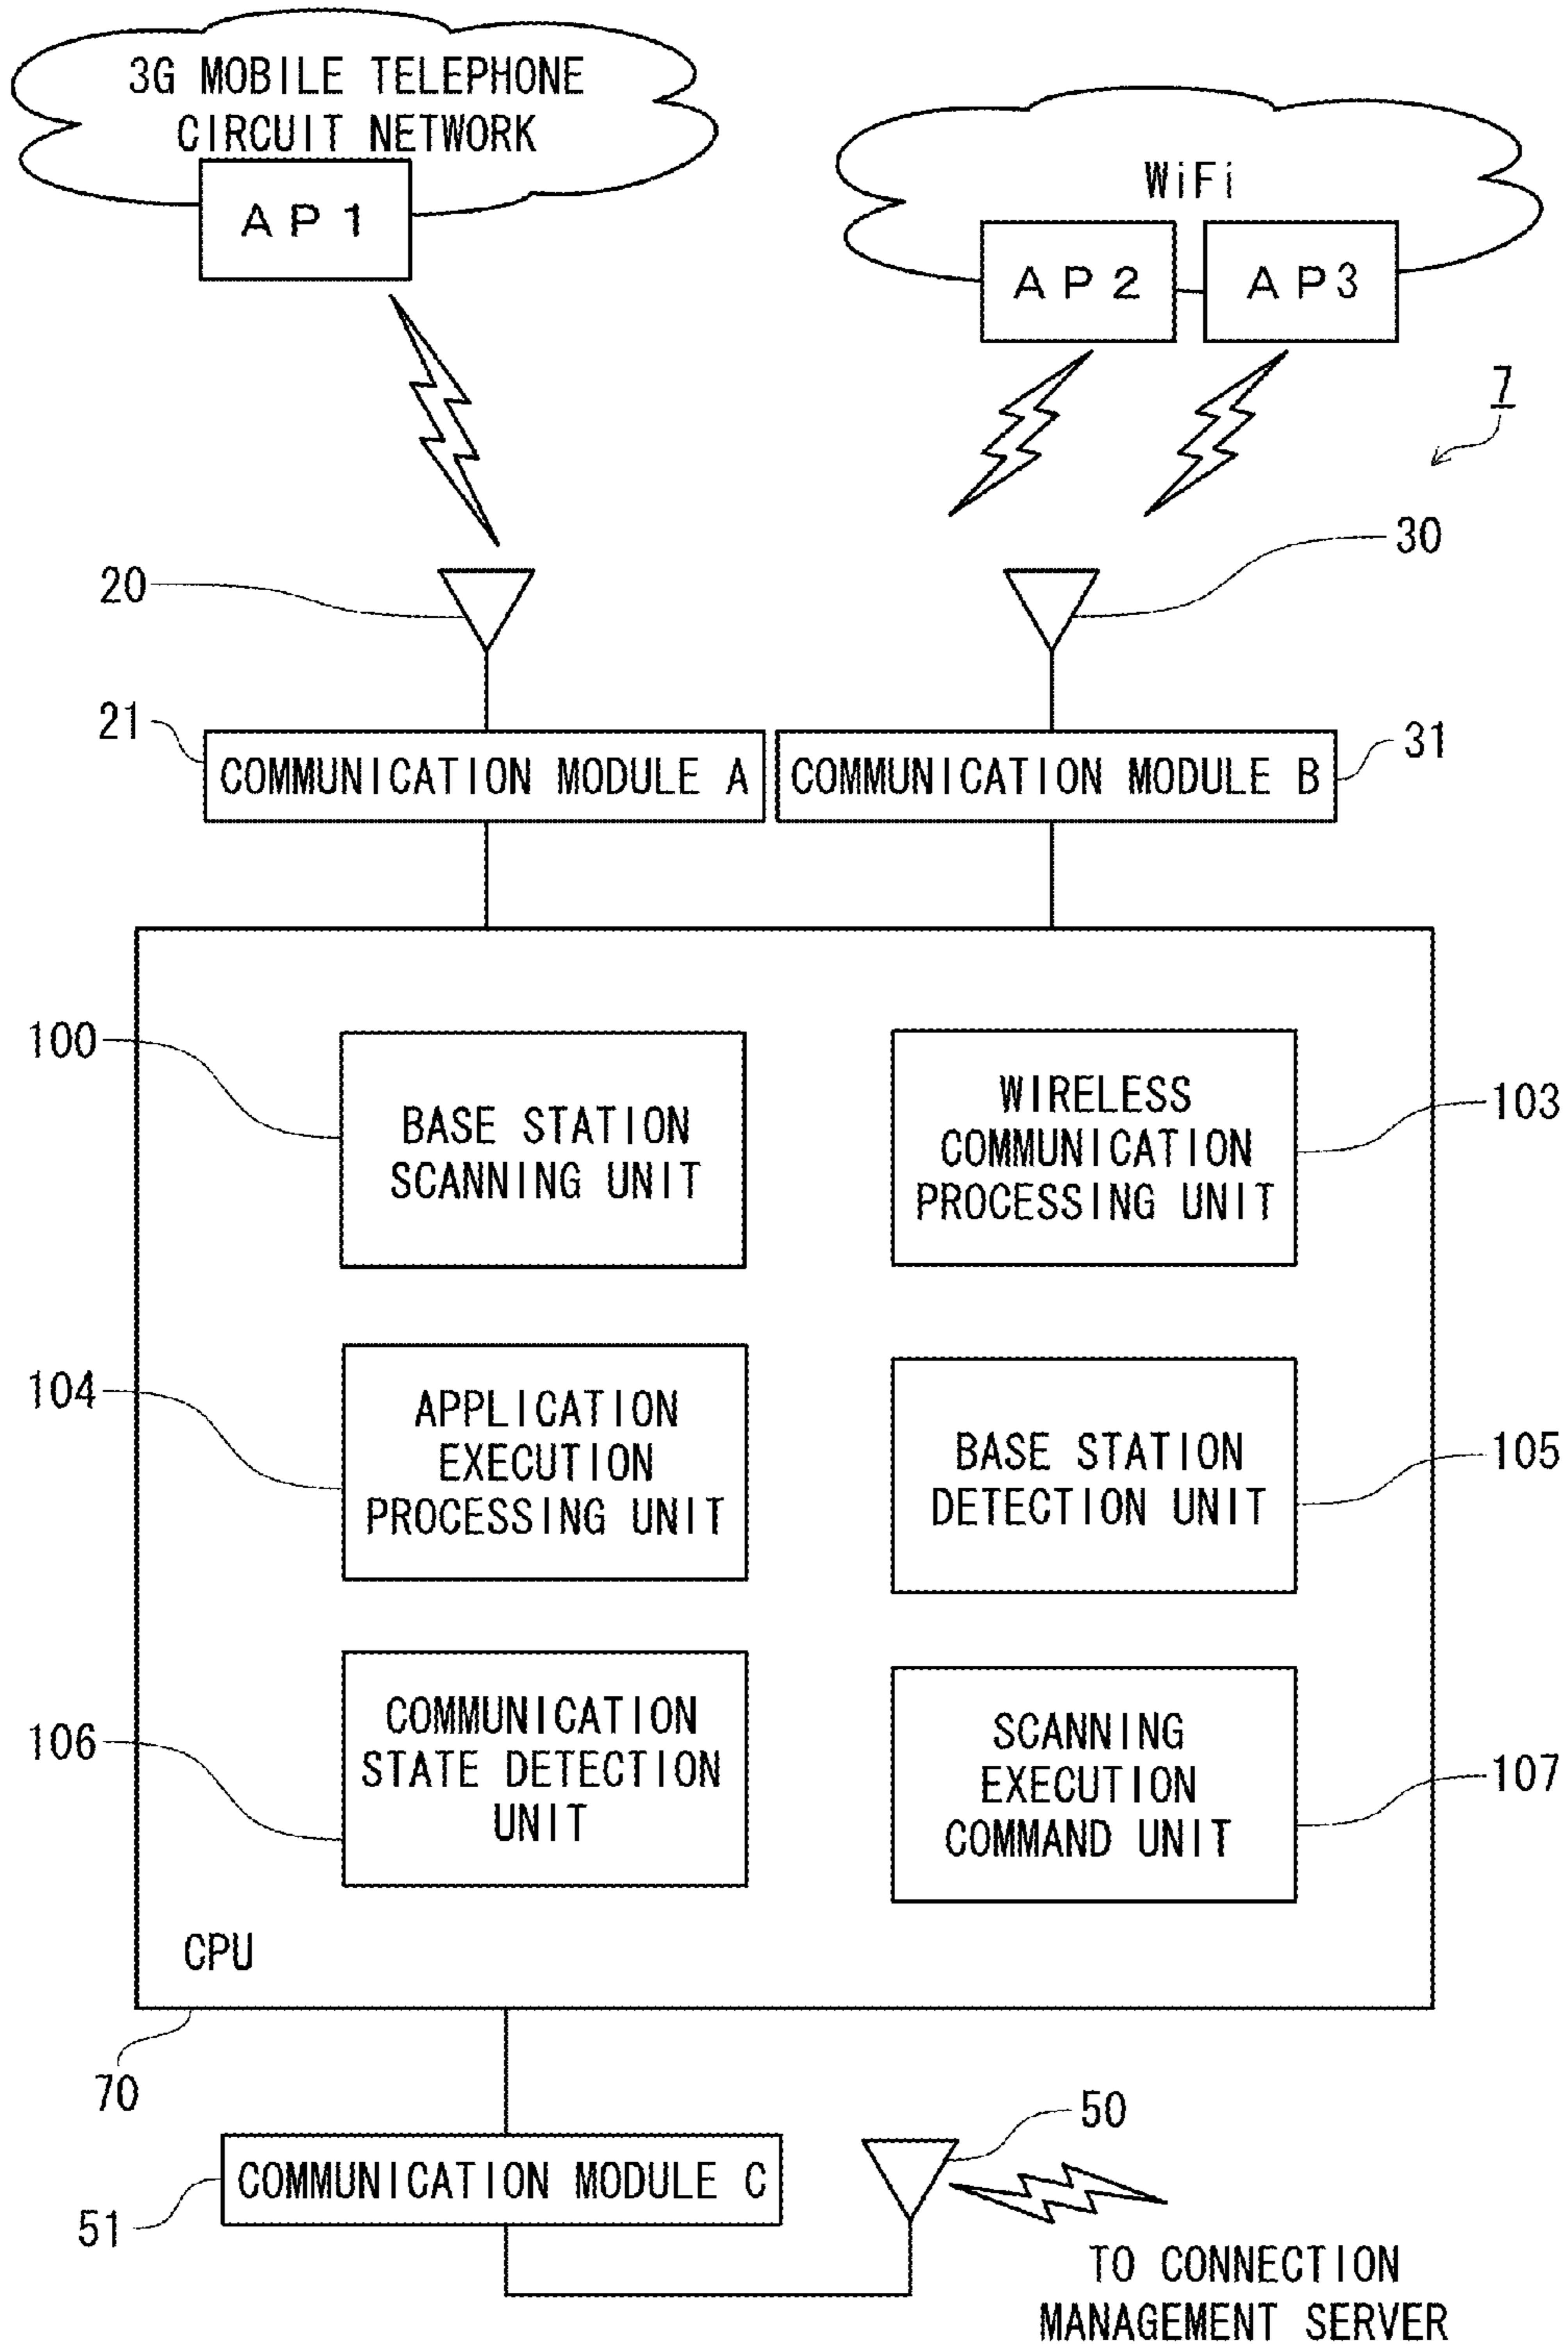 3G MOBILE TELEPHONE
CIRCUIT NETWORK
AP1
WiFi
AP2
AP3
7
20
30
21
COMMUNICATION MODULE A
COMMUNICATION MODULE B
31
100
BASE STATION
SCANNING UNIT
WIRELESS
COMMUNICATION
PROCESSING UNIT
103
104
APPLICATION
EXECUTION
PROCESSING UNIT
BASE STATION
DETECTION UNIT
105
106
COMMUNICATION
STATE DETECTION
UNIT
SCANNING
EXECUTION
COMMAND UNIT
107
CPU
70
50
COMMUNICATION MODULE C
51
TO CONNECTION
MANAGEMENT SERVER